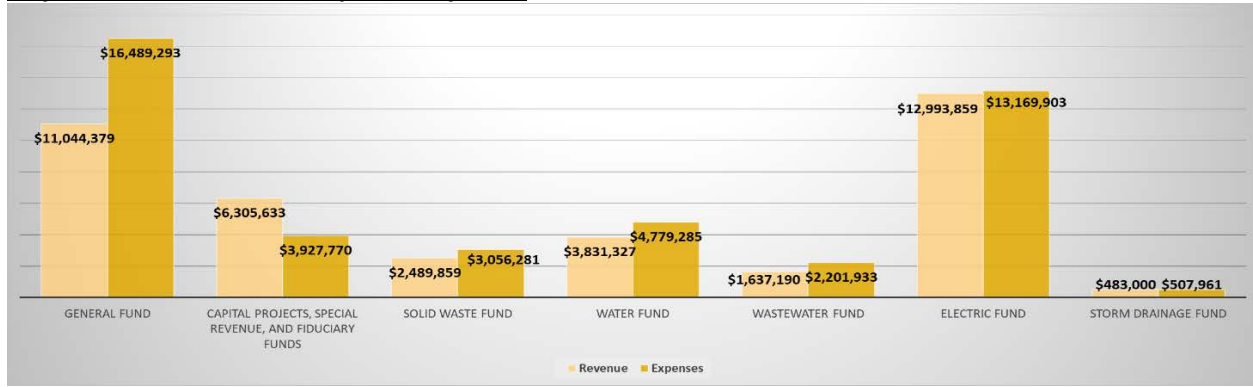 $16,489,293
$11,044,379
$6,305,633
$3,927,770
$2,489,859
$3,056,281
$3,831,327
$4,779,285
$1,637,190
$2,201,933
$12,993,859
$13,169,903
$483,000
$507,961
GENERAL FUND
CAPITAL PROJECTS, SPECIAL
REVENUE, AND FIDUCIARY
FUNDS
SOLID WASTE FUND
WATER FUND
WASTEWATER FUND
ELECTRIC FUND
STORM DRAINAGE FUND
Revenue
Expenses